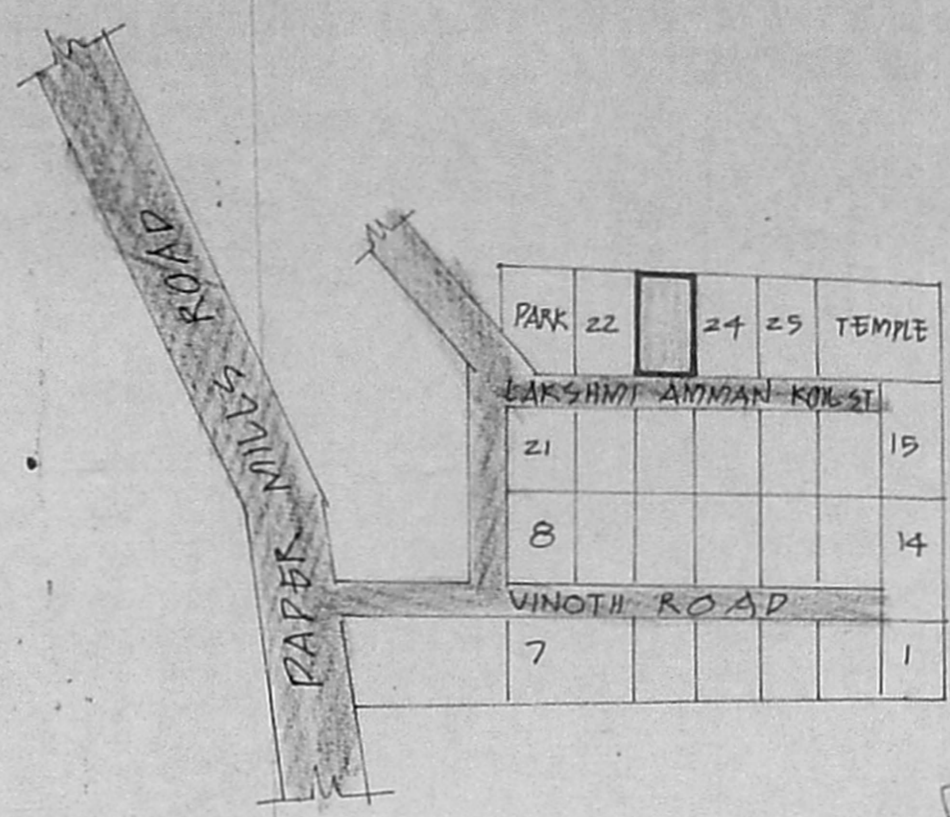 PAPER MILLS ROAD
PARK 22 24 25 TEMPLE
LAKSHMI AMMAN KOIL ST
21 15
8 14
VINOTH ROAD
7 1